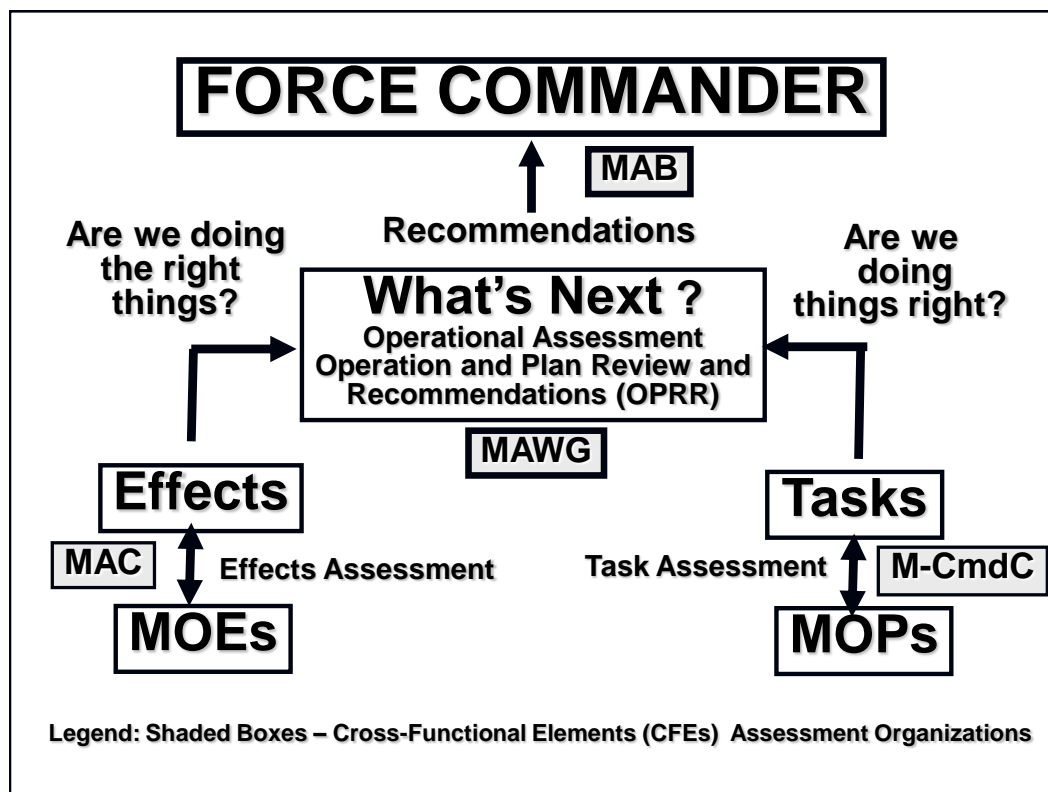 FORCE COMMANDER
MAB
Recommendations
Are we doing
the right
things?
Are we
doing
things right?
What’s Next ?
Operational Assessment
Operation and Plan Review and
Recommendations (OPRR)
MAWG
Effects
Tasks
MAC
Effects Assessment
Task Assessment
M-CmdC
MOEs
MOPs
Legend: Shaded Boxes – Cross-Functional Elements (CFEs) Assessment Organizations